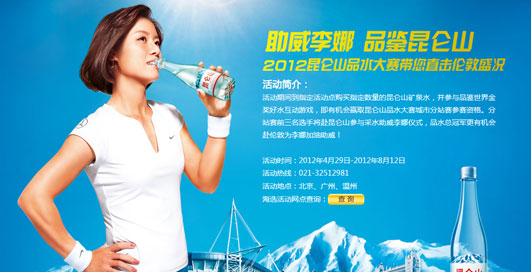 助威李娜 品鉴昆仑山
2012昆仑山品水大赛带您直击伦敦盛况
活动简介:
活动期间到指定活动点购买指定数量的昆仑山矿泉水，并参与品鉴世界金
奖好水互动游戏，即有机会赢取昆仑山品水大赛城市分站赛参赛资格。分
站赛前三名选手将赴昆仑山参与采水助威李娜仪式，品水总冠军更有机会
赴伦敦为李娜加油助威！
活动时间：2012年4月29日-2012年8月12日
活动热线：021-32512981
活动地点：北京、广州、温州
海选活动网点查询：查 询
昆仑山